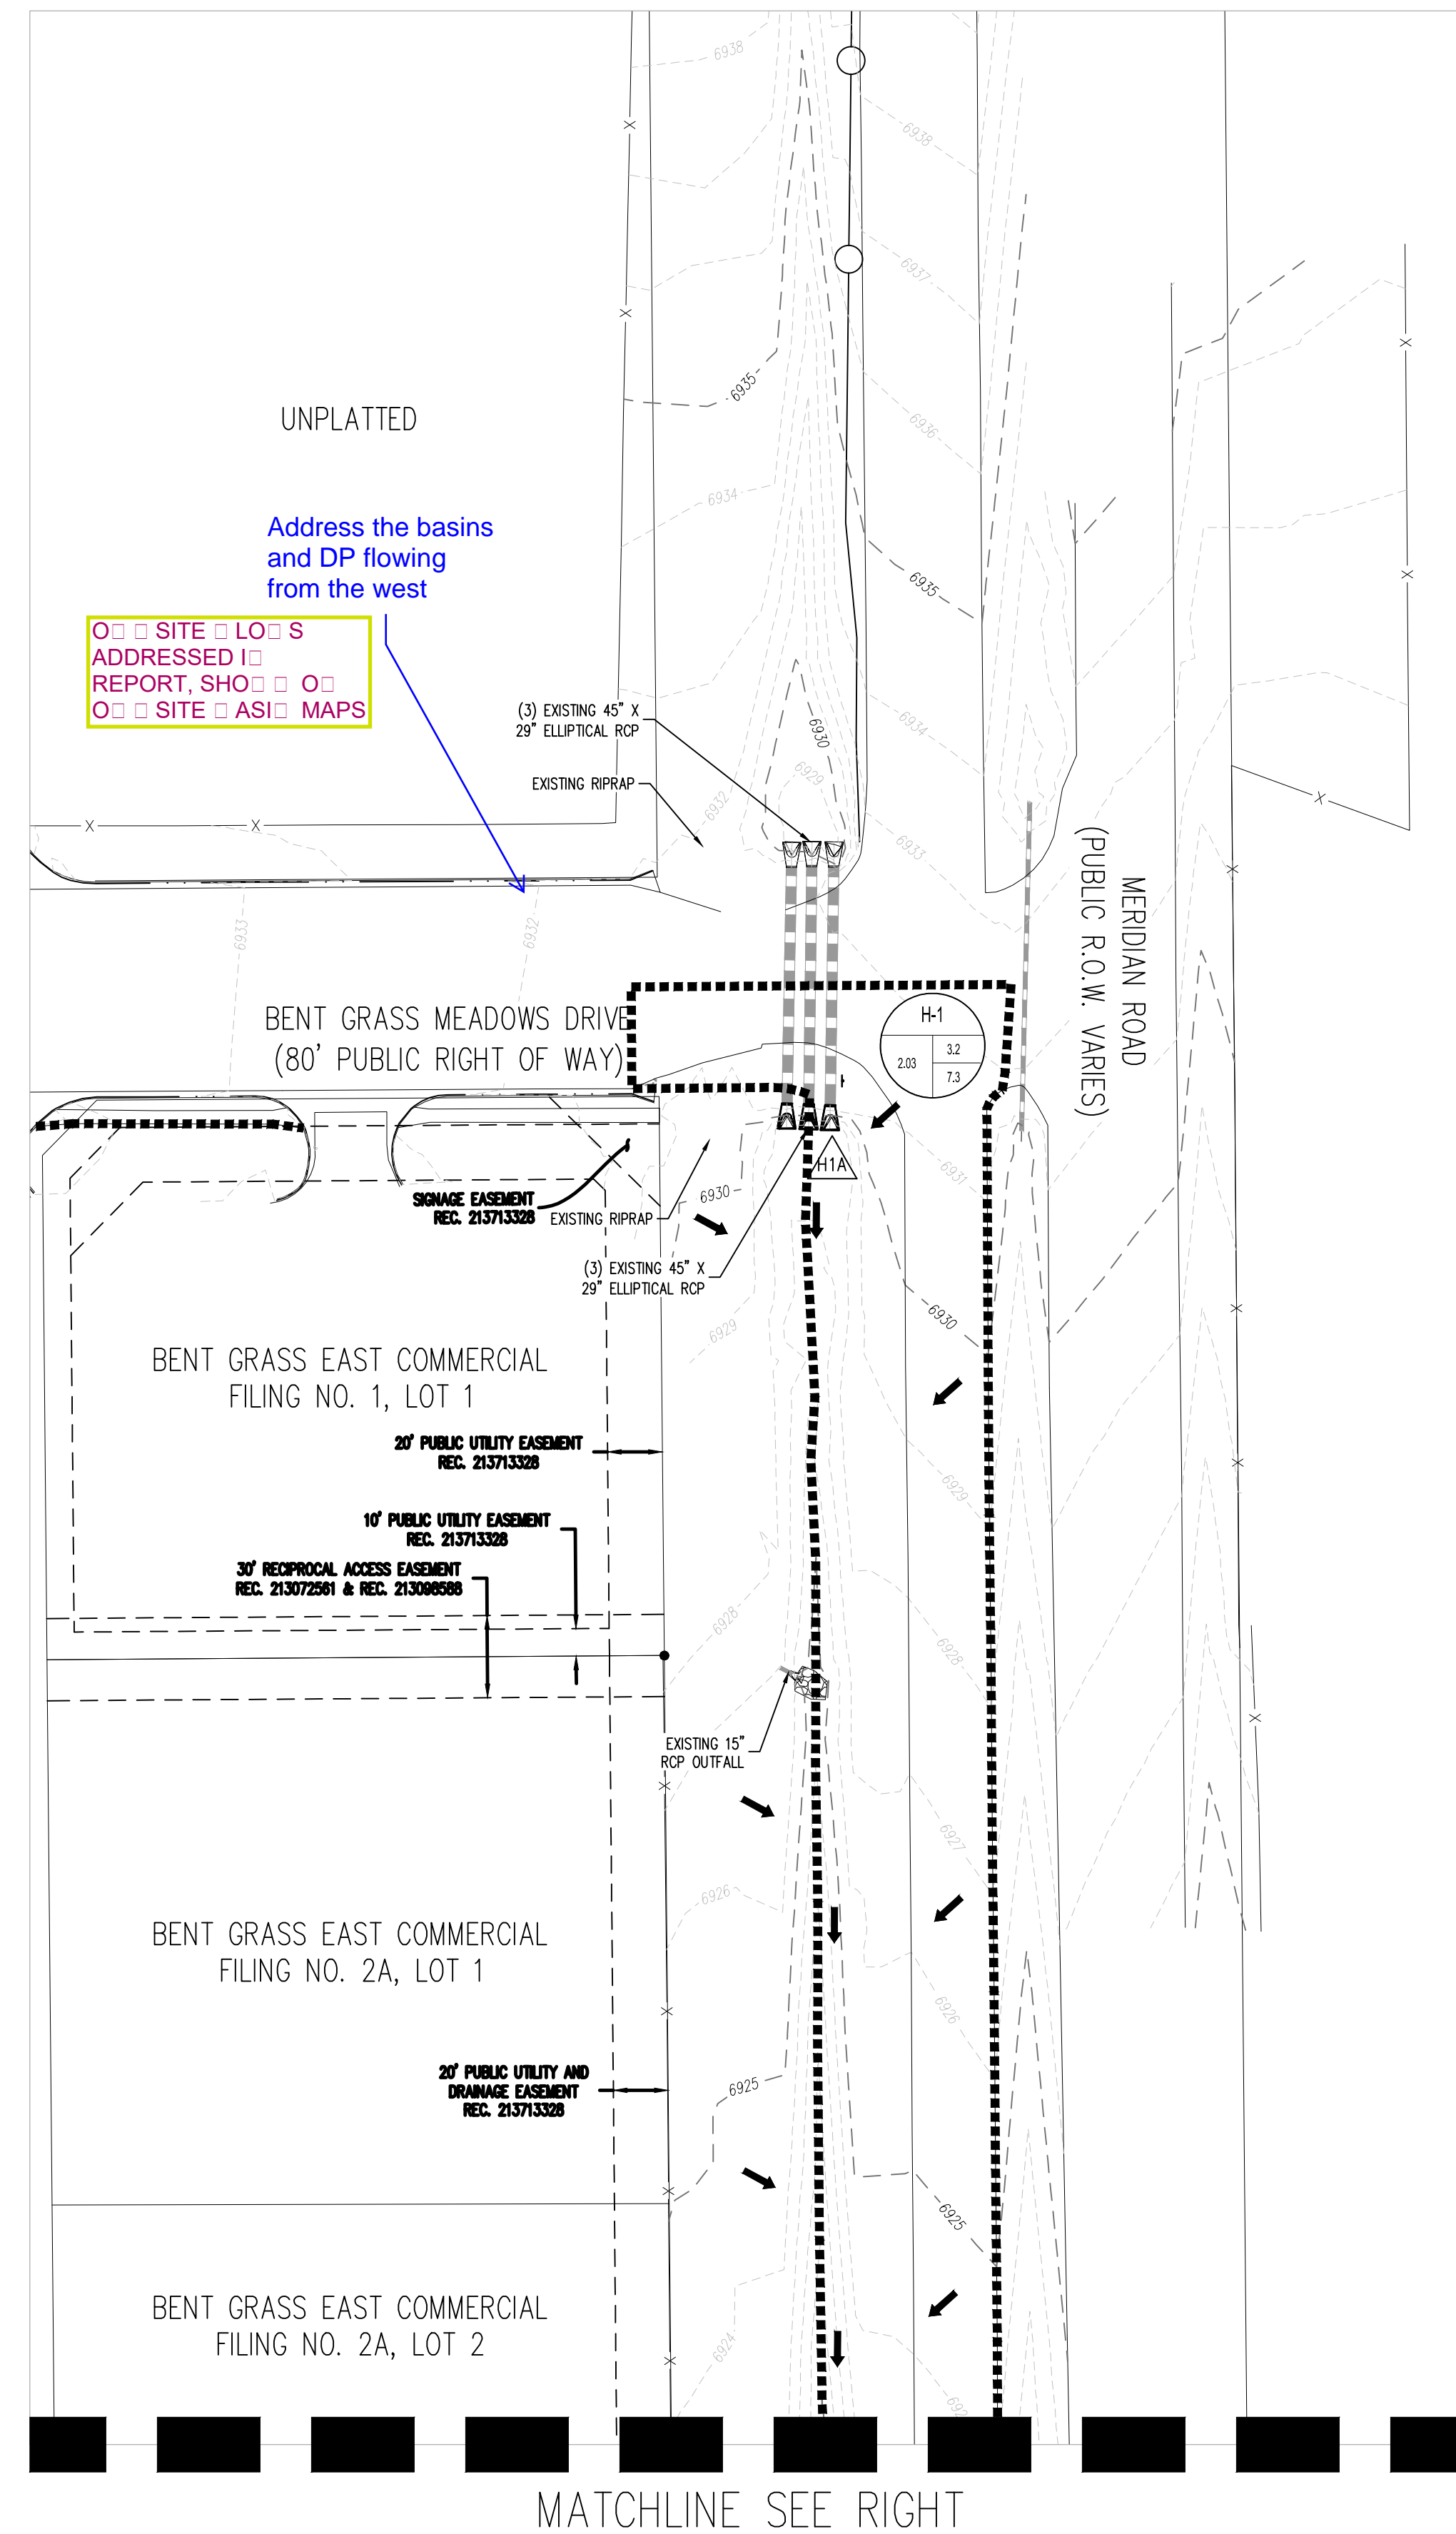 6938
6938
6937
6935
6936
UNPLATTED
6934
Address the basins
and DP flowing
from the west
6935
O□ □ SITE □ LO□ S
ADDRESSED I□
REPORT, SHO□ □ O□
O□ □ SITE □ ASI□ MAPS
(3) EXISTING 45" X
29" ELLIPTICAL RCP
6930
6934
6929
EXISTING RIPRAP
6932
6933
MERIDIAN ROAD
(PUBLIC R.O.W. VARIES)
6933
6932
BENT GRASS MEADOWS DRIVE
(80' PUBLIC RIGHT OF WAY)
H-1
2.03
3.2
7.3
H1A
6931
SIGNAGE EASEMENT
REC. 213713328
6930
EXISTING RIPRAP
(3) EXISTING 45" X
29" ELLIPTICAL RCP
6929
6930
BENT GRASS EAST COMMERCIAL
FILING NO. 1, LOT 1
20' PUBLIC UTILITY EASEMENT
REC. 213713328
6929
10' PUBLIC UTILITY EASEMENT
REC. 213713328
30' RECIPROCAL ACCESS EASEMENT
REC. 213072561 & REC. 213098588
6928
6928
EXISTING 15"
RCP OUTFALL
6927
6926
BENT GRASS EAST COMMERCIAL
FILING NO. 2A, LOT 1
6926
20' PUBLIC UTILITY AND
DRAINAGE EASEMENT
REC. 213713328
6925
6925
BENT GRASS EAST COMMERCIAL
FILING NO. 2A, LOT 2
6924
MATCHLINE SEE RIGHT